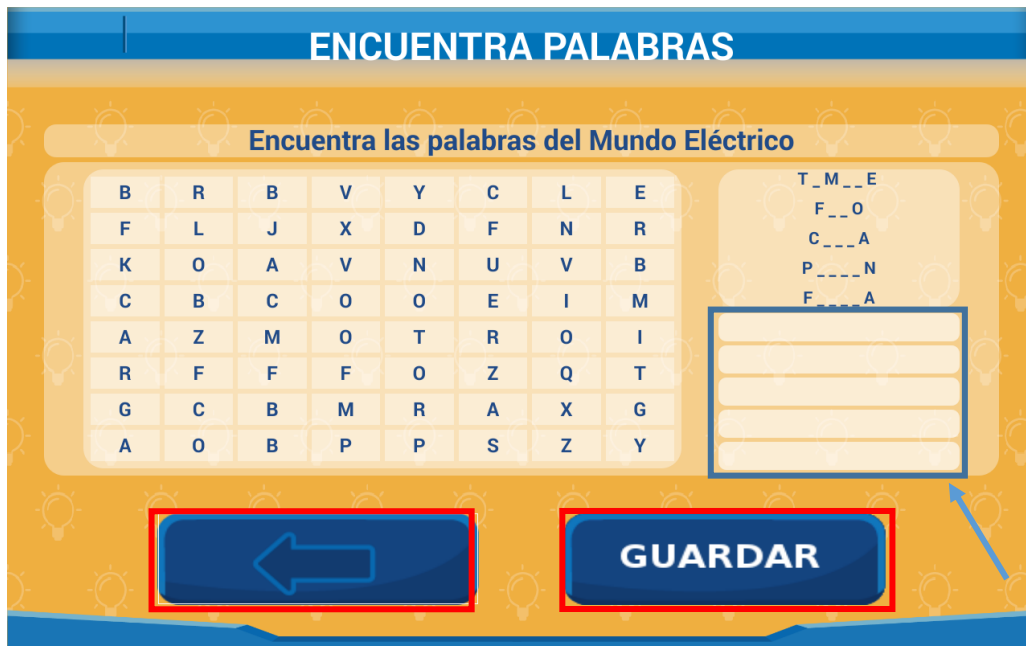 ENCUENTRA PALABRAS
Encuentra las palabras del Mundo Eléctrico
B R B V Y C L E
F L J X D F N R
K O A V N U V B
C B C O O E I M
A Z M O T R O I
R F F F O Z Q T
G C B M R A X G
A O B P P S Z Y
T_M__E
F__O
C___A
P____N
F____A
GUARDAR